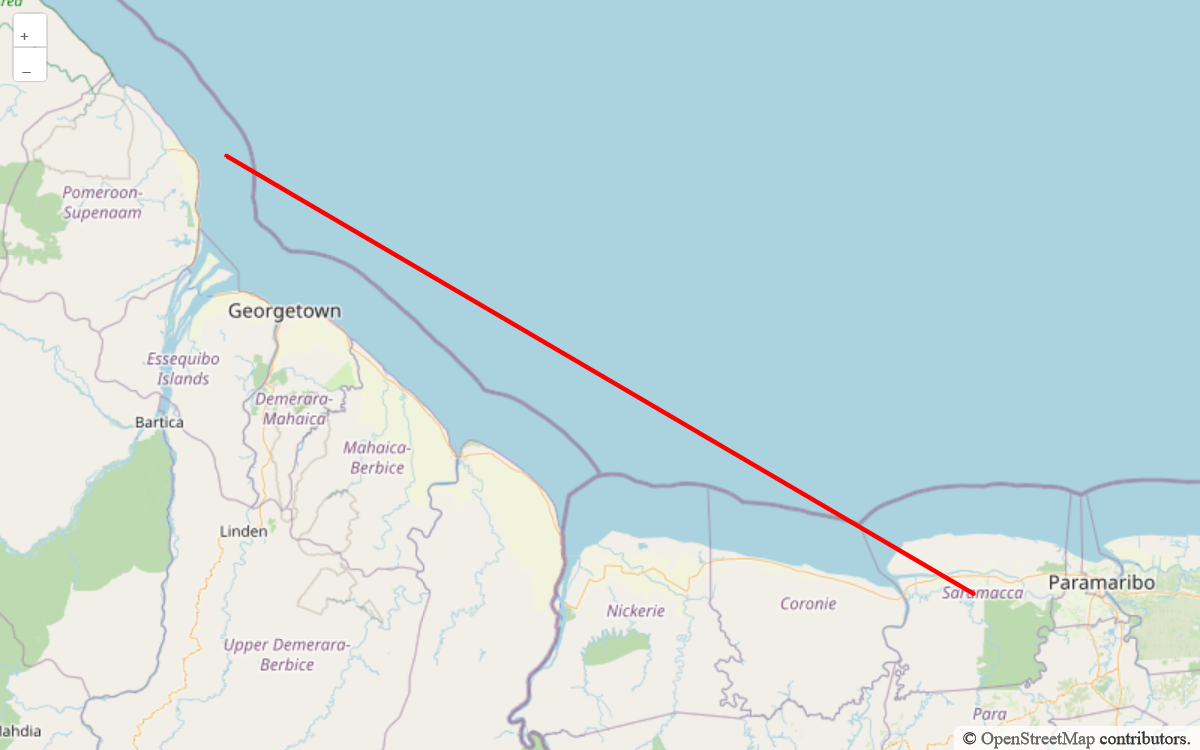 +
–
Pomeroon-
Supenaam
Georgetown
Essequibo
Islands
Demerara-
Mahaica
Bartica
Mahaica-
Berbice
Linden
Paramaribo
Saramacca
Coronie
Nickerie
Upper Demerara-
Berbice
Para
ahdia
© OpenStreetMap contributors.